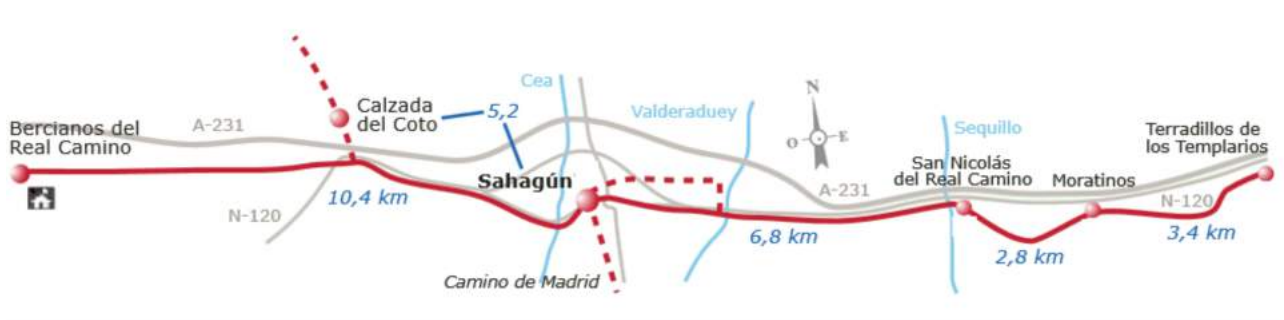 Bercianos del
Real Camino
A-231
N-120
10,4 km
Calzada
del Coto
5,2
Cea
Sahagún
Camino de Madrid
Valderaduey
6,8 km
N
O
E
A-231
Sequillo
San Nicolás
del Real Camino
2,8 km
Moratinos
Terradillos de
los Templarios
N-120
3,4 km